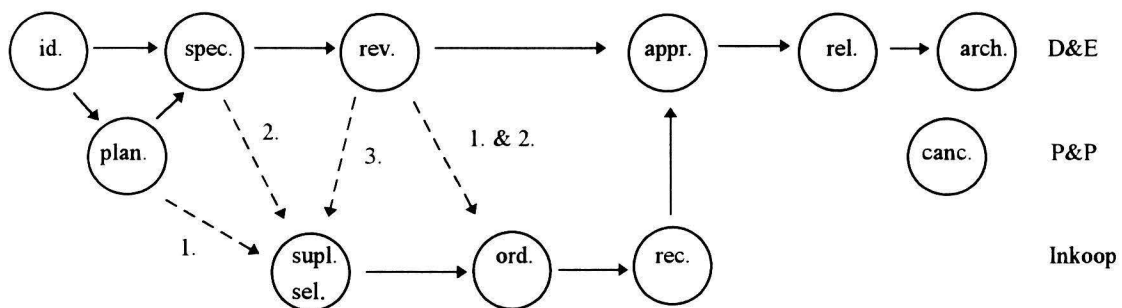 id. spec. rev. appr. rel. arch. D&E
2. 1. & 2.
plan. 3. canc. P&P
1. supl. ord. rec. Inkoop
sel.